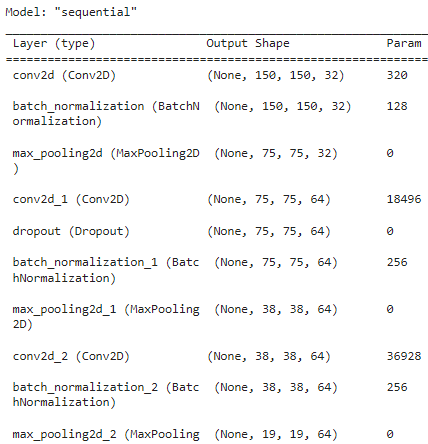 Model: "sequential"
Layer (type) Output Shape Param
conv2d (Conv2D) (None, 150, 150, 32) 320
batch_normalization (BatchN (None, 150, 150, 32) 128
ormalization)
max_pooling2d (MaxPooling2D (None, 75, 75, 32) 0
)
conv2d_1 (Conv2D) (None, 75, 75, 64) 18496
dropout (Dropout) (None, 75, 75, 64) 0
batch_normalization_1 (Batc (None, 75, 75, 64) 256
hNormalization)
max_pooling2d_1 (MaxPooling (None, 38, 38, 64) 0
2D)
conv2d_2 (Conv2D) (None, 38, 38, 64) 36928
batch_normalization_2 (Batc (None, 38, 38, 64) 256
hNormalization)
max_pooling2d_2 (MaxPooling (None, 19, 19, 64) 0